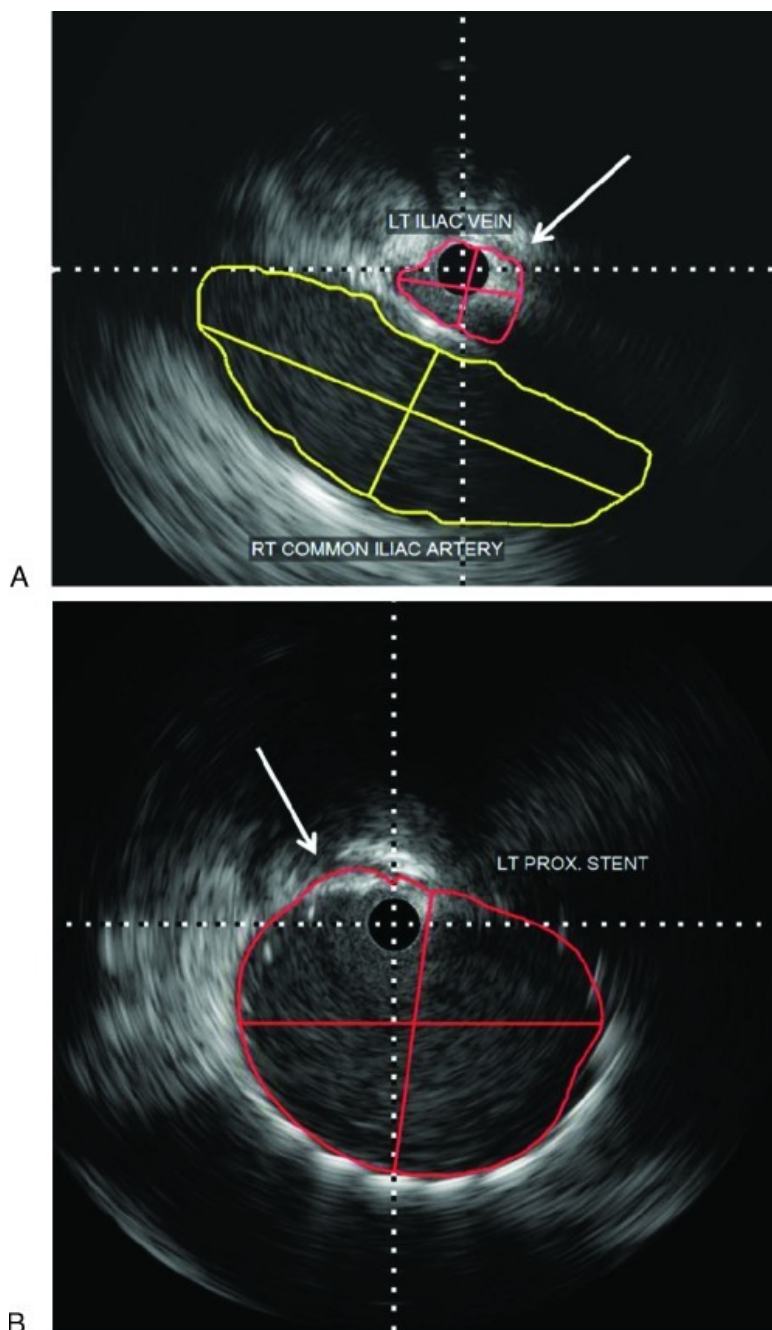 LT ILIAC VEIN
RT COMMON ILIAC ARTERY
A
LT PROX. STENT
B